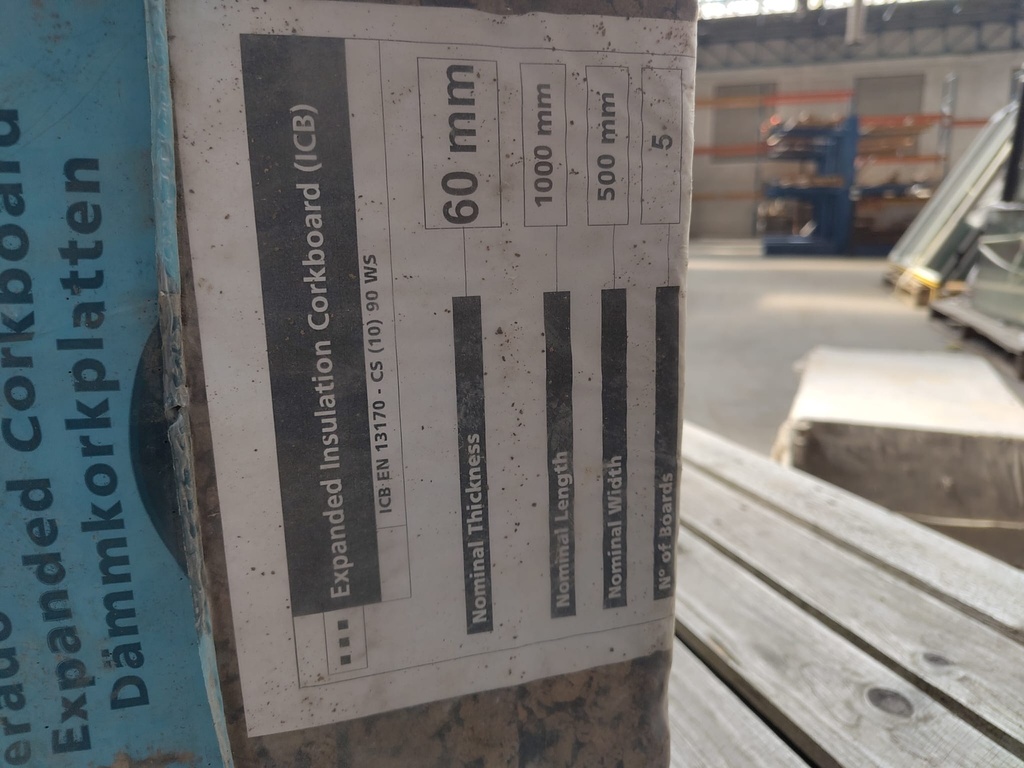 Expanded Corkboard
Dämmkorkplatten
Expanded Insulation Corkboard (ICB)
ICB EN 13170 - CS (10) 90 WS
Nominal Thickness 60 mm
Nominal Length 1000 mm
Nominal Width 500 mm
Nº of Boards 5